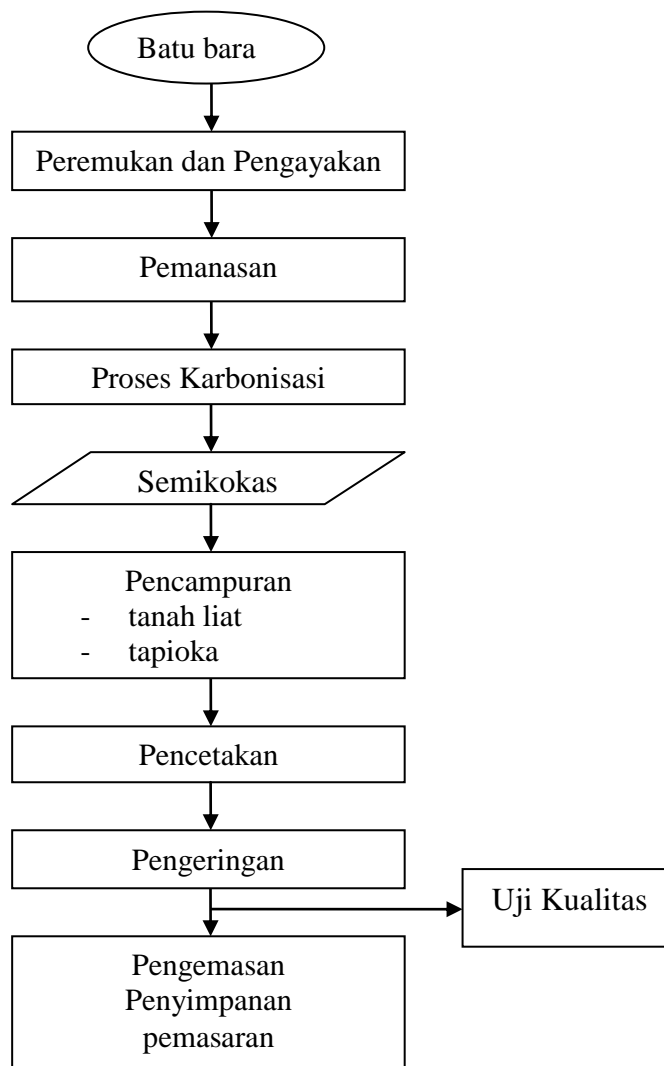 Batu bara
Peremukan dan Pengayakan
Pemanasan
Proses Karbonisasi
Semikokas
Pencampuran
- tanah liat
- tapioka
Pencetakan
Pengeringan
Uji Kualitas
Pengemasan
Penyimpanan
pemasaran